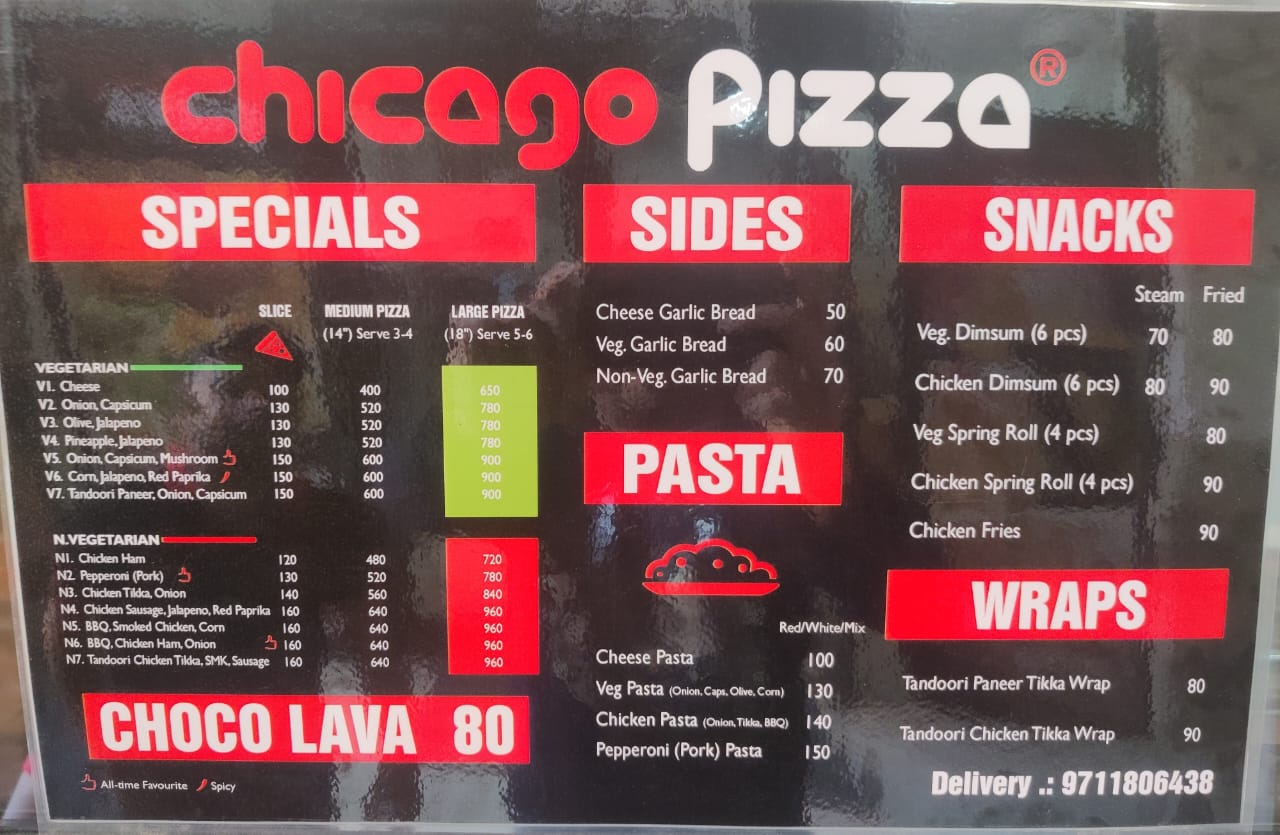 chicago Pizza ®
SPECIALS
SLICE MEDIUM PIZZA LARGE PIZZA
(14") Serve 3-4 (18") Serve 5-6
VEGETARIAN
V1. Cheese 100 400 650
V2. Onion, Capsicum 130 520 780
V3. Olive, Jalapeno 130 520 780
V4. Pineapple, Jalapeno 130 520 780
V5. Onion, Capsicum, Mushroom 150 600 900
V6. Corn, Jalapeno, Red Paprika 150 600 900
V7. Tandoori Paneer, Onion, Capsicum 150 600 900
N.VEGETARIAN
N1. Chicken Ham 120 480 720
N2. Pepperoni (Pork) 130 520 780
N3. Chicken Tikka, Onion 140 560 840
N4. Chicken Sausage, Jalapeno, Red Paprika 160 640 960
N5. BBQ, Smoked Chicken, Corn 160 640 960
N6. BBQ, Chicken Ham, Onion 160 640 960
N7. Tandoori Chicken Tikka, SMK, Sausage 160 640 960
CHOCO LAVA 80
All-time Favourite Spicy
SIDES
Cheese Garlic Bread 50
Veg. Garlic Bread 60
Non-Veg. Garlic Bread 70
PASTA
Red/White/Mix
Cheese Pasta 100
Veg Pasta (Onion, Caps, Olive, Corn) 130
Chicken Pasta (Onion, Tikka, BBQ) 140
Pepperoni (Pork) Pasta 150
SNACKS
Steam Fried
Veg. Dimsum (6 pcs) 70 80
Chicken Dimsum (6 pcs) 80 90
Veg Spring Roll (4 pcs) 80
Chicken Spring Roll (4 pcs) 90
Chicken Fries 90
WRAPS
Tandoori Paneer Tikka Wrap 80
Tandoori Chicken Tikka Wrap 90
Delivery .: 9711806438